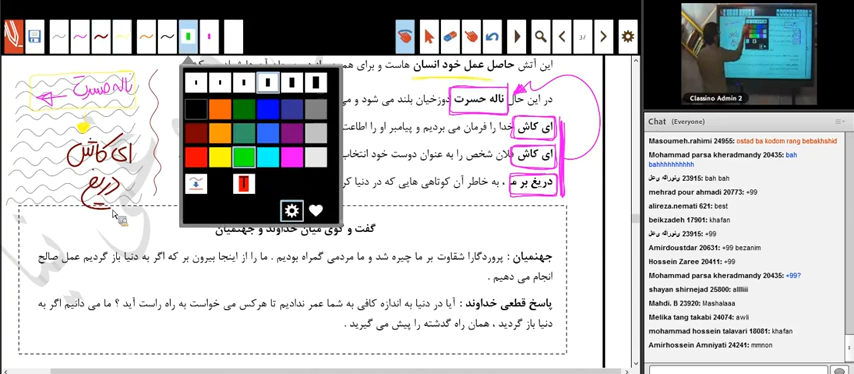 37
این آتش حاصل عمل خود انسان هاست و برای
در این حال ناله حسرت دوزخیان بلند می شود و
ای کاش خدا را فرمان می بردیم و پیامبر او را اطاعت
ای کاش فلان شخص را به عنوان دوست خود انتخاب
دریغ بر ما ، به خاطر آن کوتاهی هایی که در دنیا
ناله حسرت
ای کاش
دریغ
گفت و گوی میان خداوند و جهنمیان
جهنمیان : پروردگارا شقاوت بر ما چیره شد و ما مردمی گمراه بودیم . ما را از اینجا بیرون بر که اگر به دنیا باز گردیم عمل صالح
انجام می دهیم .
پاسخ قطعی خداوند : آیا در دنیا به اندازه کافی به شما عمر ندادیم تا هرکس می خواست به راه راست آید ؟ ما می دانیم اگر به
دنیا باز گردید ، همان راه گذشته را پیش می گیرید .
Classino Admin 2
Chat (Everyone)
Masoumeh.rahimi 24955: ostad ba kodom rang bebakhshid
Mohammad parsa kheradmandy 20435: bah
bahhhhhhhhhh
23915: bah bah
mehrad pour ahmadi 20773: +99
alireza.nemati 621: beat
beikzadeh 17901: khafan
23915: +99
Amirdoustdar 20631: +99 bezanim
Hossein Zaree 20411: +99
Mohammad parsa kheradmandy 20435: +99?
shayan shirnejad 25800: allliii
Mahdi. B 23920: Mashalaaa
Melika tang takabi 24074: awli
mohammad hossein talavari 18081: khafan
Amirhossein Amniyati 24241: mmnon